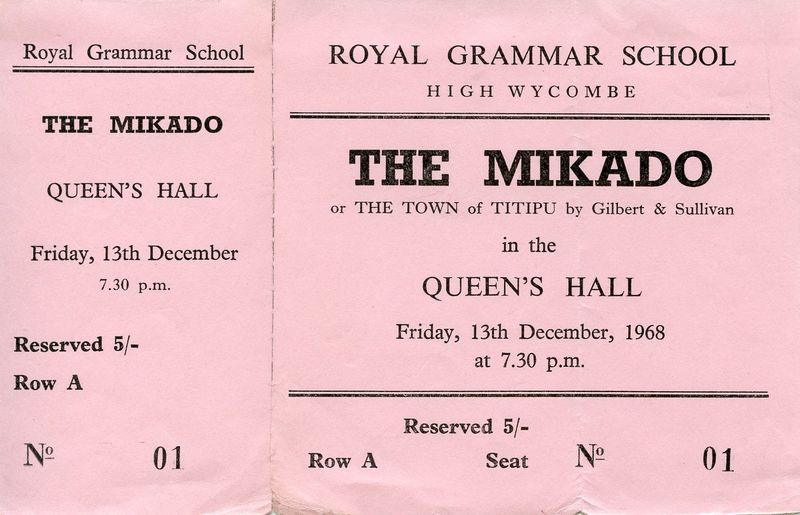 Royal Grammar School
THE MIKADO
QUEEN'S HALL
Friday, 13th December
7.30 p.m.
Reserved 5/-
Row A
Nº 01
ROYAL GRAMMAR SCHOOL
HIGH WYCOMBE
THE MIKADO
or THE TOWN of TITIPU by Gilbert & Sullivan
in the
QUEEN'S HALL
Friday, 13th December, 1968
at 7.30 p.m.
Reserved 5/-
Row A Seat Nº 01